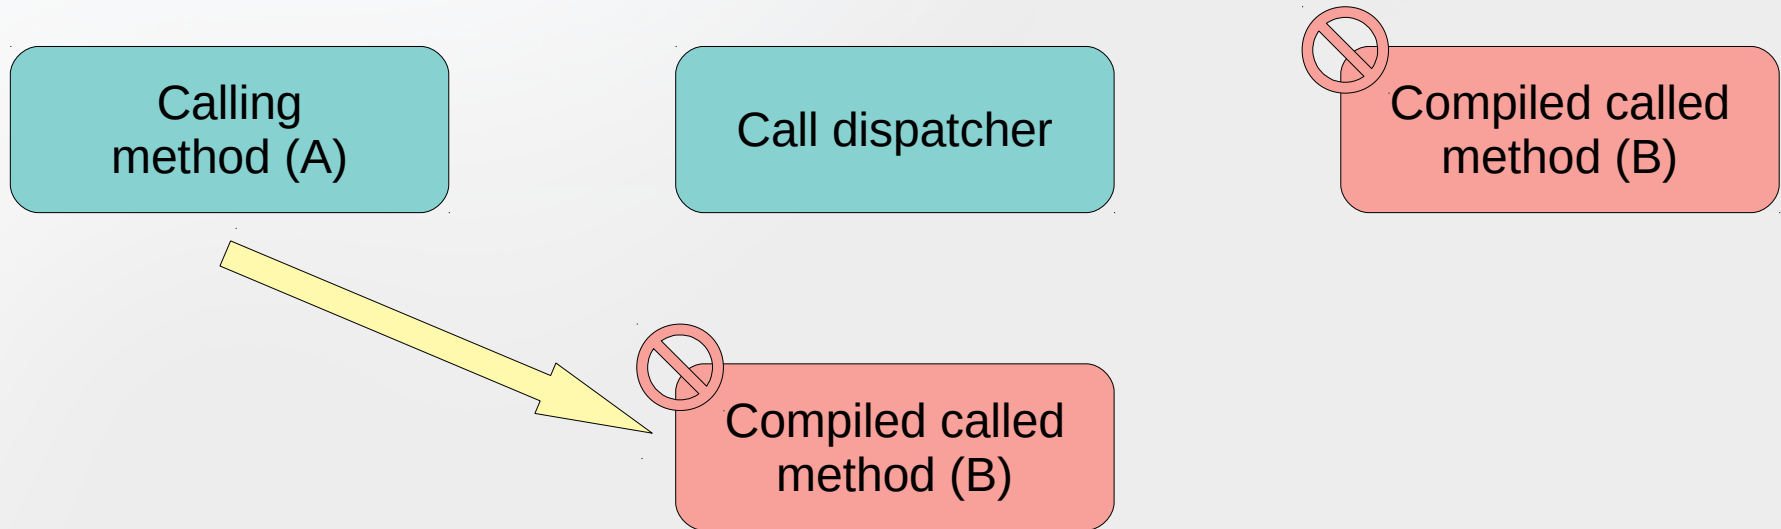 Calling
method (A)
Call dispatcher
Compiled called
method (B)
Compiled called
method (B)